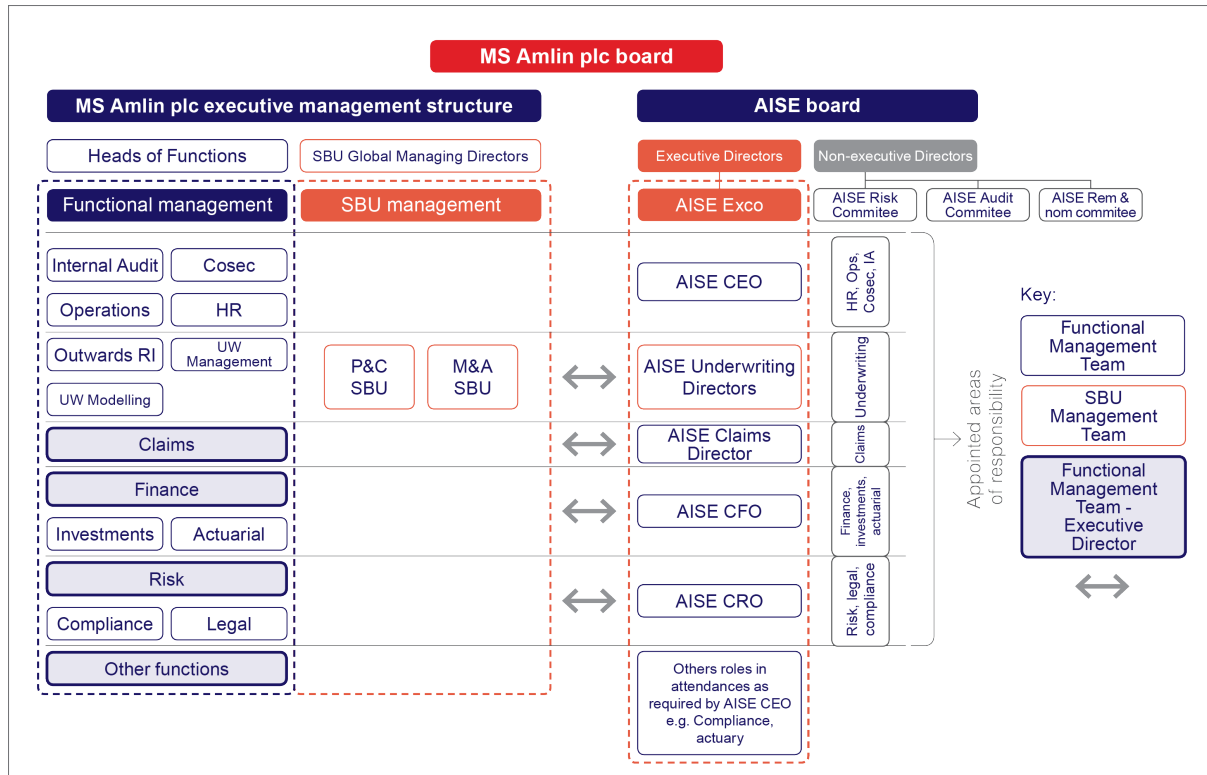 MS Amlin plc board
MS Amlin plc executive management structure
AISE board
Heads of Functions
SBU Global Managing Directors
Executive Directors
Non-executive Directors
Functional management
SBU management
AISE Exco
AISE Risk
Commitee
AISE Audit
Commitee
AISE Rem &
nom commitee
Internal Audit
Cosec
Operations
HR
AISE CEO
HR, Ops,
Cosec, IA
Outwards RI
UW
Management
UW Modelling
P&C
SBU
M&A
SBU
AISE Underwriting
Directors
Underwriting
Claims
AISE Claims
Director
Claims
Finance
Investments
Actuarial
AISE CFO
Finance,
investments,
actuarial
Risk
Compliance
Legal
AISE CRO
Risk, legal,
compliance
Other functions
Others roles in
attendances as
required by AISE CEO
e.g. Compliance,
actuary
Appointed areas
of responsibility
Key:
Functional
Management
Team
SBU
Management
Team
Functional
Management
Team -
Executive
Director